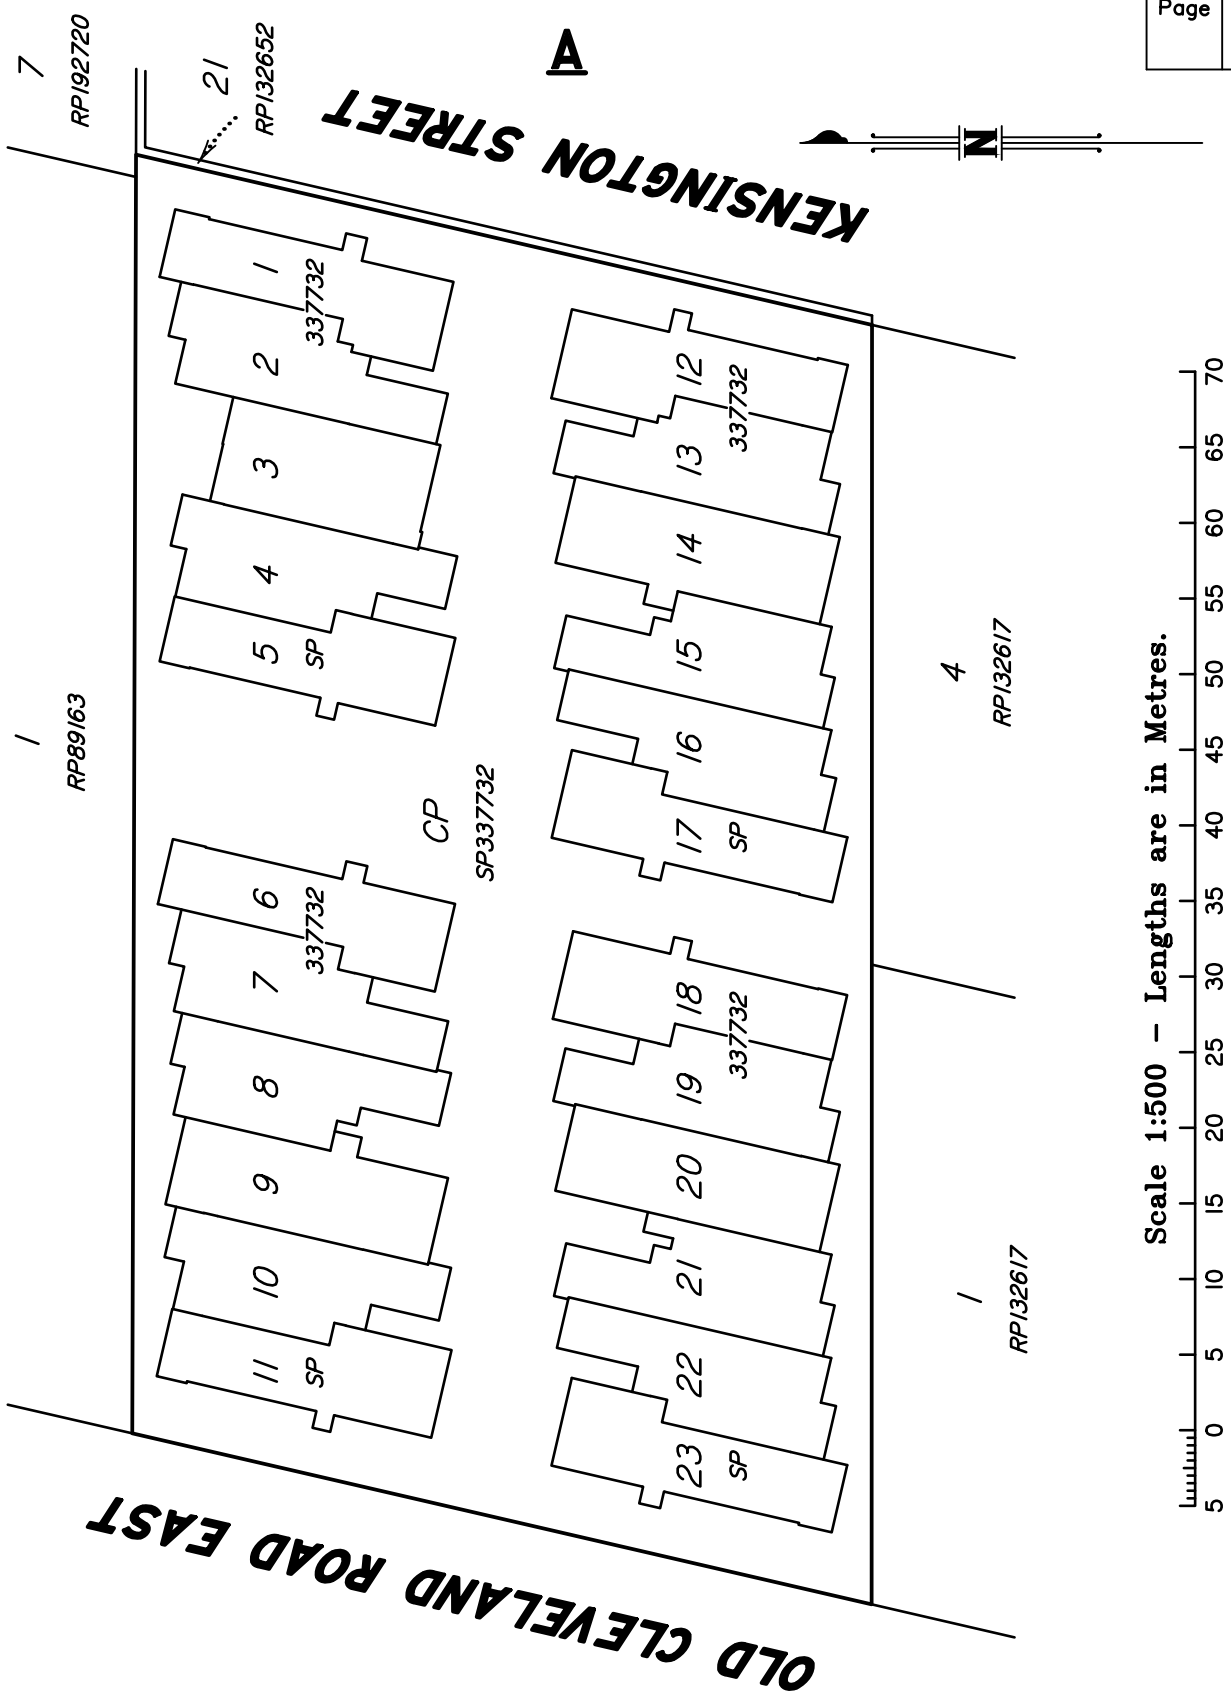 Page
7
RP192720
21
RP132652
A
KENSINGTON STREET
N
1
RP89163
1
2
3
4
5
337732
SP
6
7
8
9
10
11
337732
SP
CP
SP337732
12
13
14
15
16
17
337732
SP
18
19
20
21
22
23
337732
SP
4
RP132617
1
RP132617
OLD CLEVELAND ROAD EAST
Scale 1:500 – Lengths are in Metres.
5 0 5 10 15 20 25 30 35 40 45 50 55 60 65 70